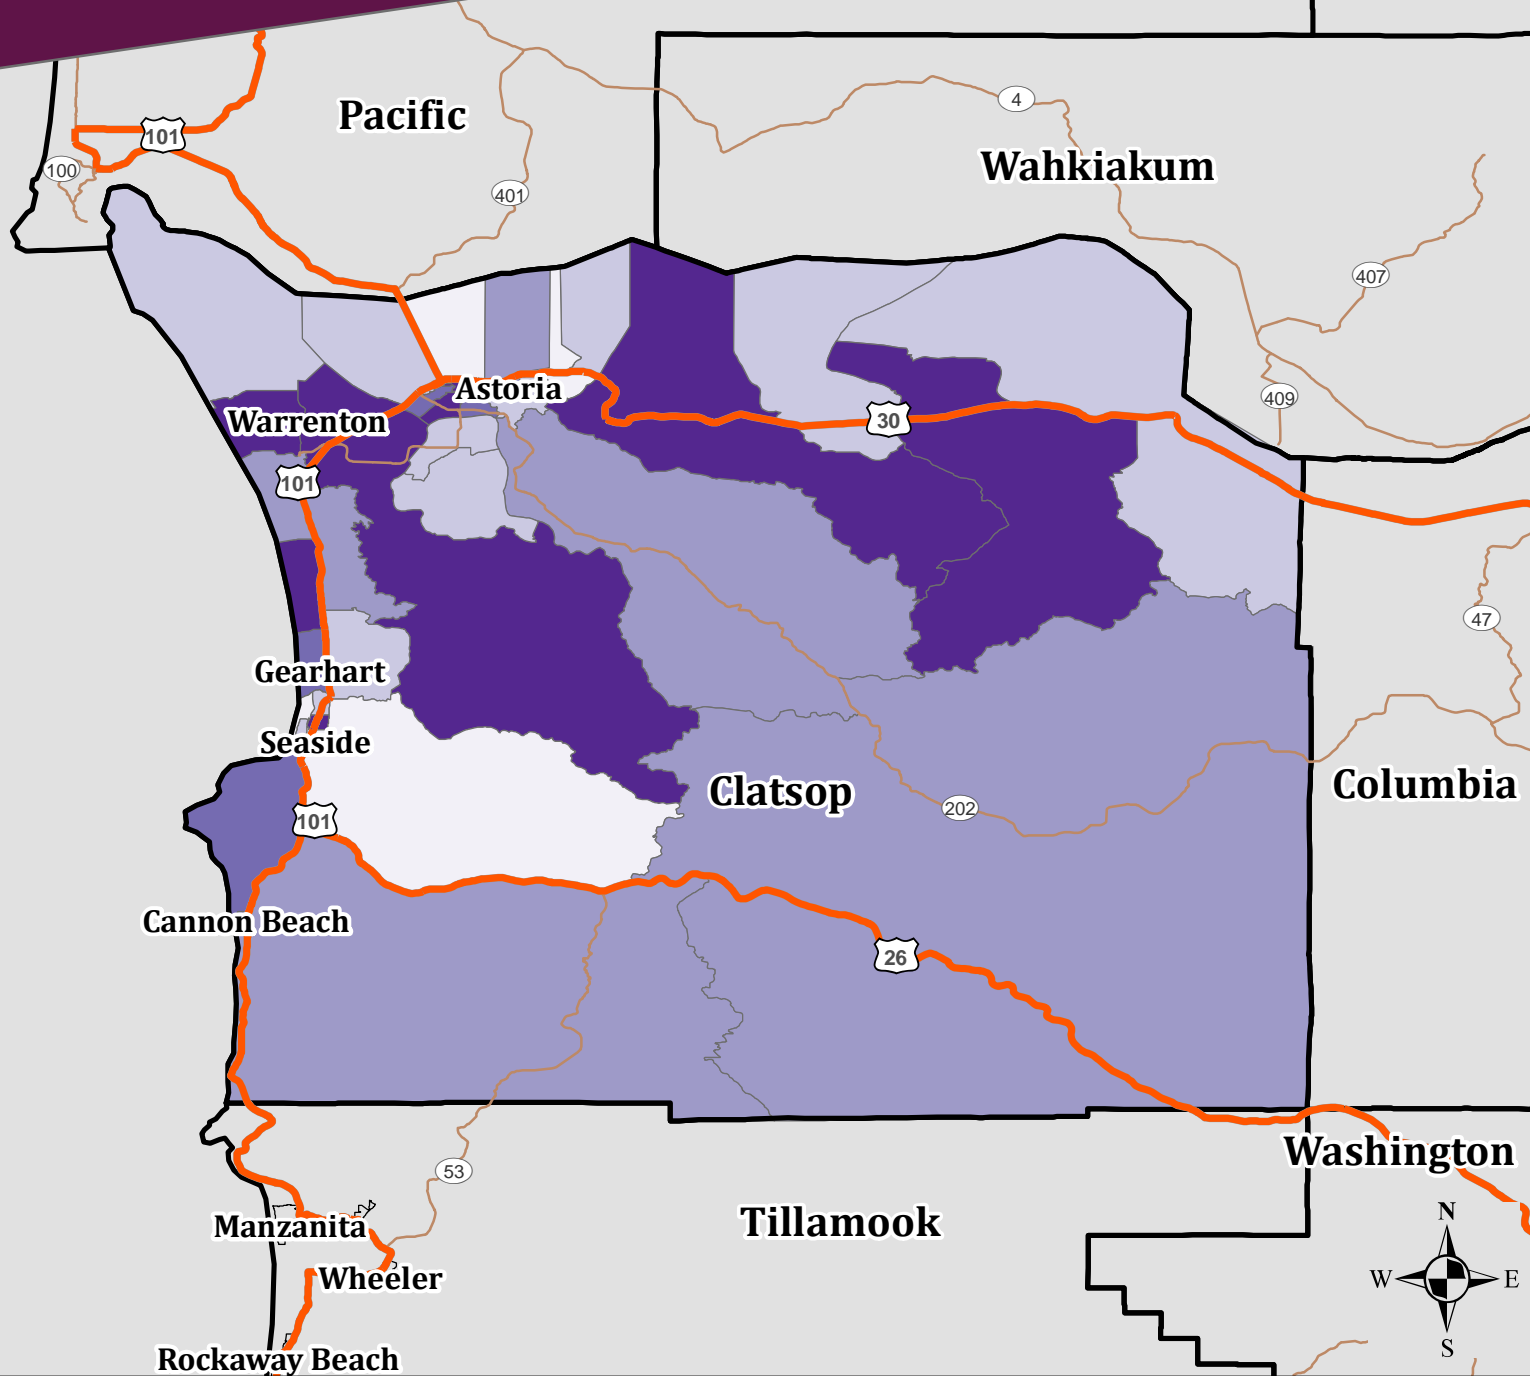 Pacific
4
101
Wahkiakum
100
401
407
Astoria
409
Warrenton
30
101
47
Gearhart
Seaside
Clatsop
Columbia
202
101
Cannon Beach
26
Washington
53
N
Manzanita
Tillamook
Wheeler
W
E
S
Rockaway Beach